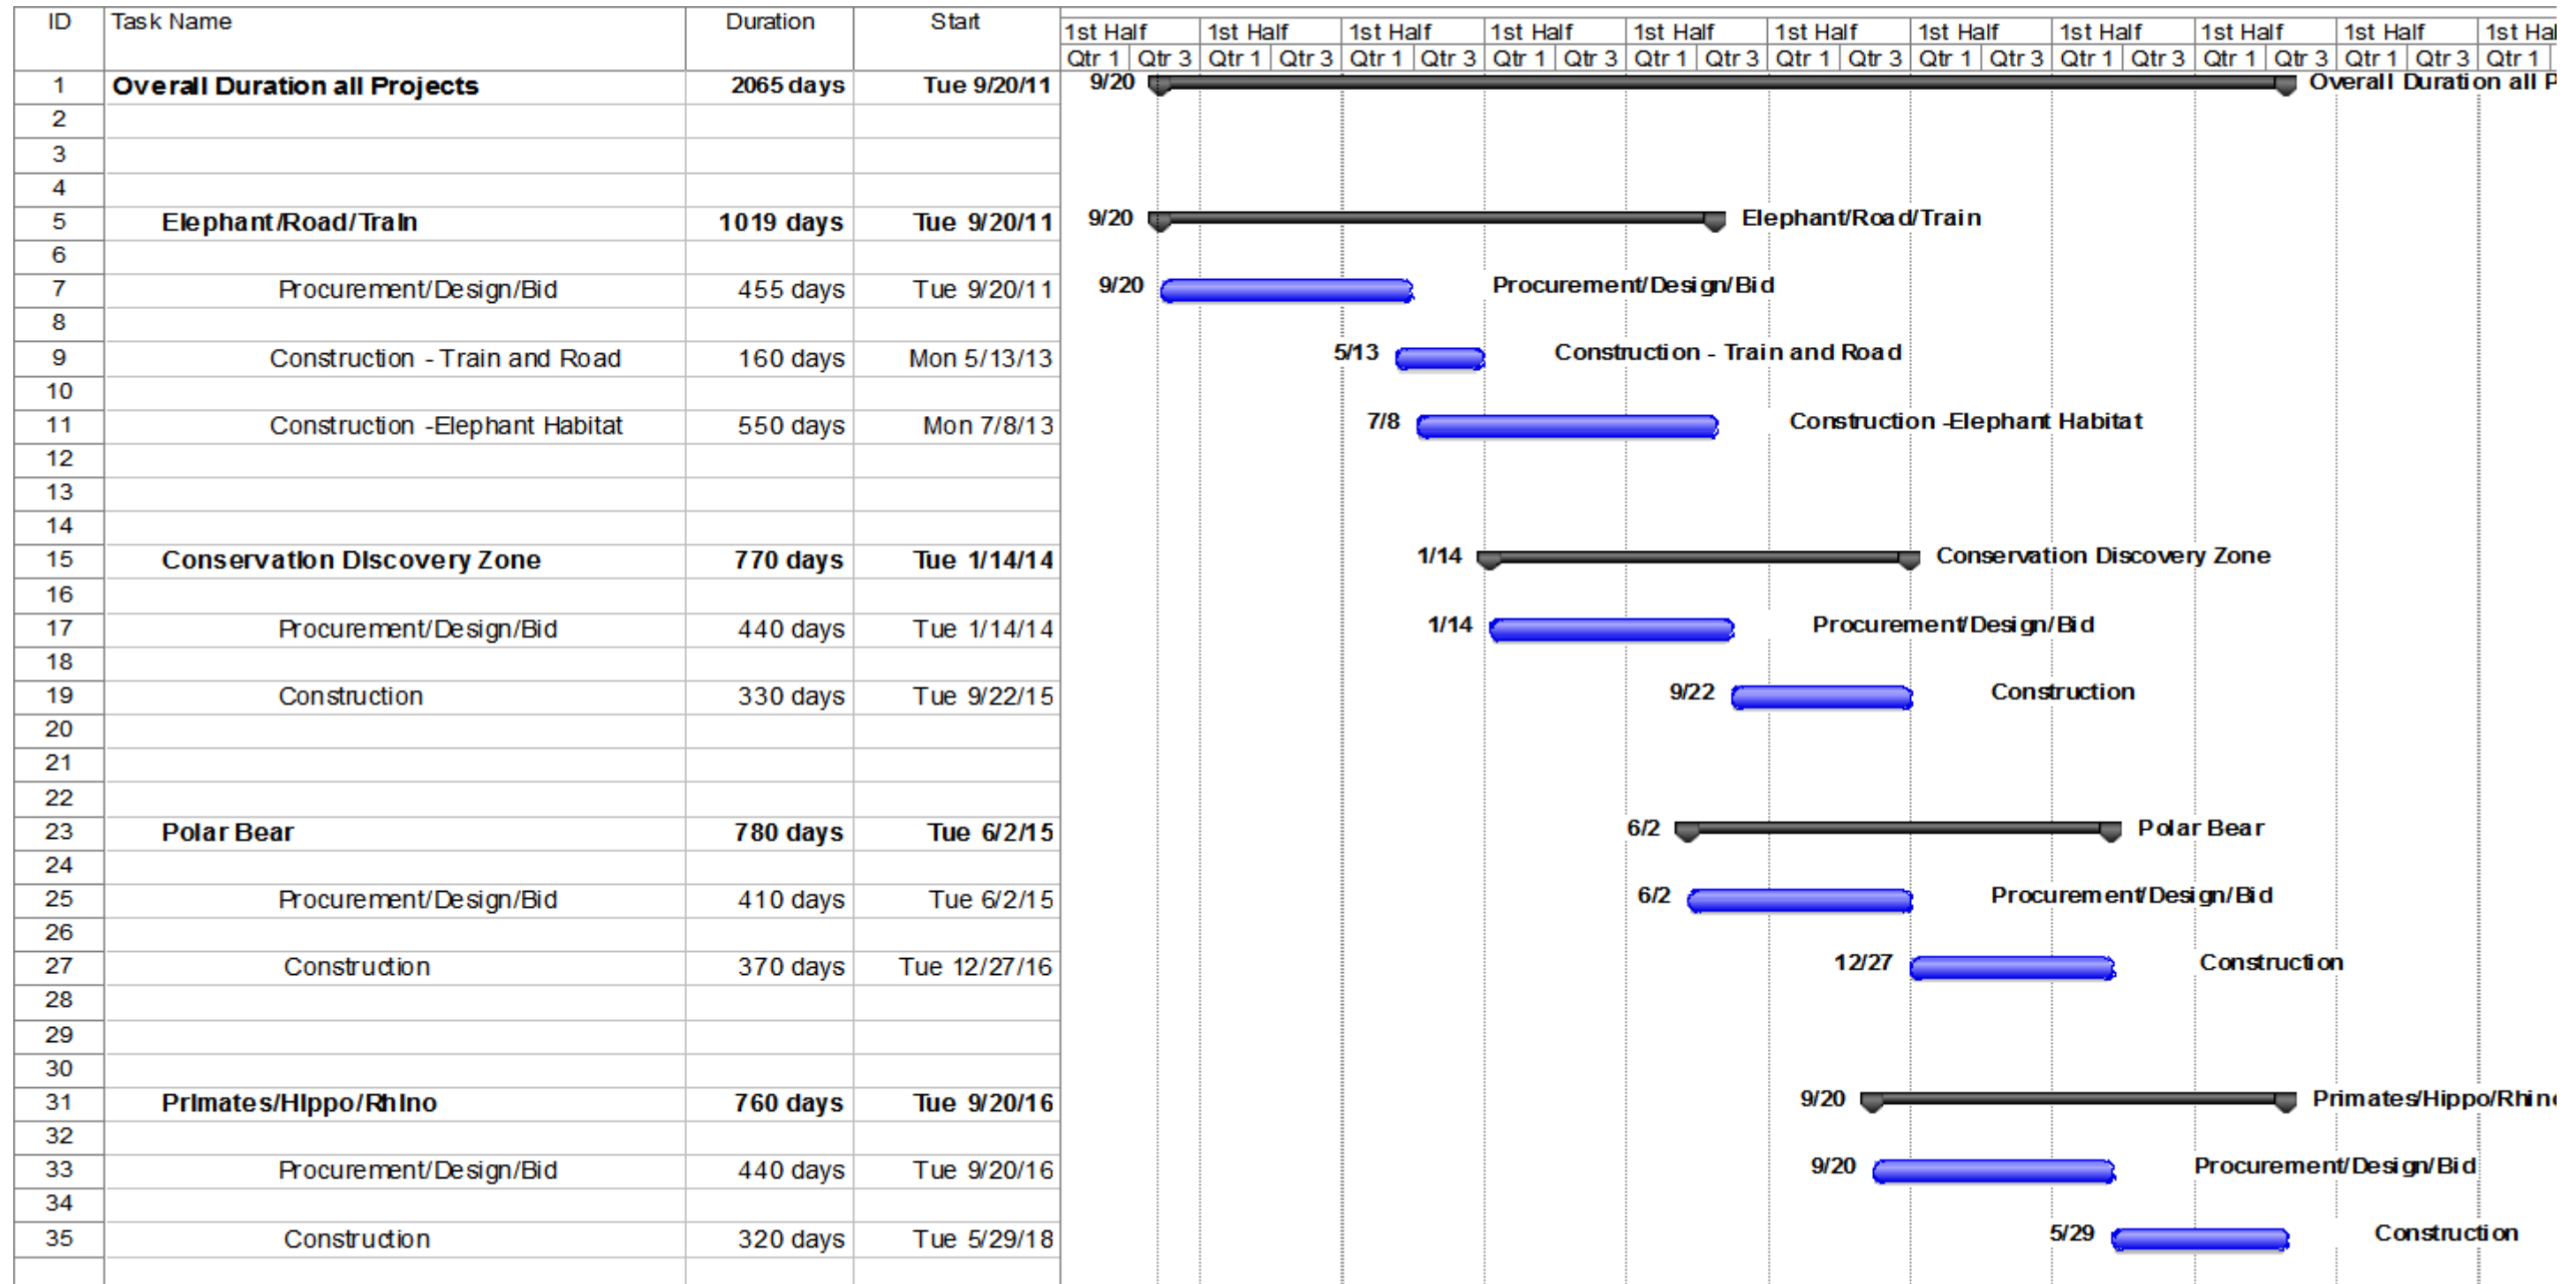 ID Task Name Duration Start
1st Half 1st Half 1st Half 1st Half 1st Half 1st Half 1st Half 1st Half 1st Half 1st Half 1st Hal
Qtr 1 Qtr 3 Qtr 1 Qtr 3 Qtr 1 Qtr 3 Qtr 1 Qtr 3 Qtr 1 Qtr 3 Qtr 1 Qtr 3 Qtr 1 Qtr 3 Qtr 1 Qtr 3 Qtr 1 Qtr 3 Qtr 1 Qtr 3 Qtr 1
1 Overall Duration all Projects 2065 days Tue 9/20/11 9/20 Overall Duration all P
2
3
4
5 Elephant/Road/Train 1019 days Tue 9/20/11 9/20 Elephant/Road/Train
6
7 Procurement/Design/Bid 455 days Tue 9/20/11 9/20 Procurement/Design/Bid
8
9 Construction - Train and Road 160 days Mon 5/13/13 5/13 Construction - Train and Road
10
11 Construction -Elephant Habitat 550 days Mon 7/8/13 7/8 Construction -Elephant Habitat
12
13
14
15 Conservation Discovery Zone 770 days Tue 1/14/14 1/14 Conservation Discovery Zone
16
17 Procurement/Design/Bid 440 days Tue 1/14/14 1/14 Procurement/Design/Bid
18
19 Construction 330 days Tue 9/22/15 9/22 Construction
20
21
22
23 Polar Bear 780 days Tue 6/2/15 6/2 Polar Bear
24
25 Procurement/Design/Bid 410 days Tue 6/2/15 6/2 Procurement/Design/Bid
26
27 Construction 370 days Tue 12/27/16 12/27 Construction
28
29
30
31 Primates/Hippo/Rhino 760 days Tue 9/20/16 9/20 Primates/Hippo/Rhino
32
33 Procurement/Design/Bid 440 days Tue 9/20/16 9/20 Procurement/Design/Bid
34
35 Construction 320 days Tue 5/29/18 5/29 Construction